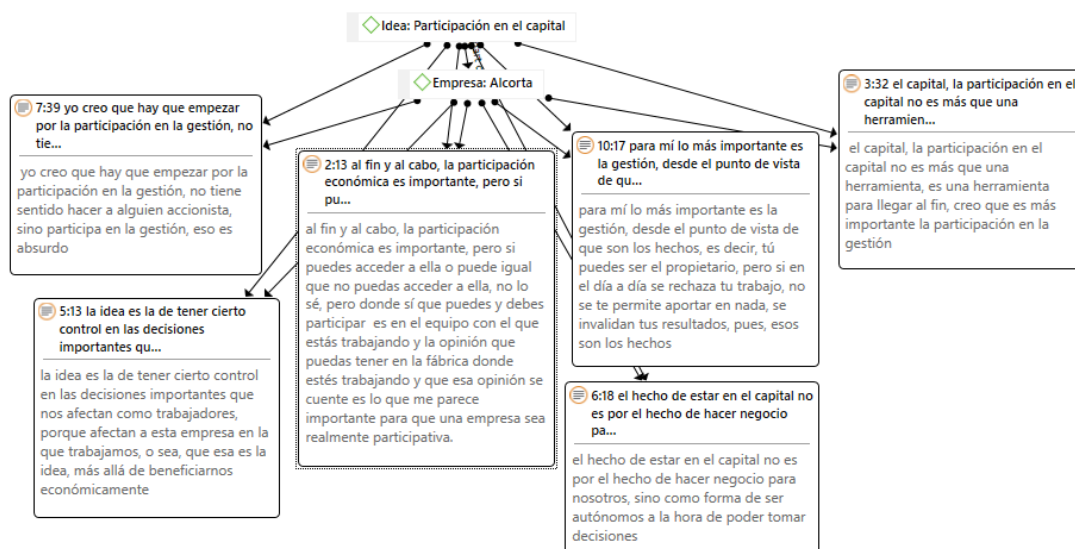 Idea: Participación en el capital
Empresa: Alcorta
7:39 yo creo que hay que empezar
por la participación en la gestión, no
tie...
yo creo que hay que empezar por la
participación en la gestión, no tiene
sentido hacer a alguien accionista,
sino participa en la gestión, eso es
absurdo
2:13 al fin y al cabo, la participación
económica es importante, pero si
pu...
al fin y al cabo, la participación
económica es importante, pero si
puedes acceder a ella o puede igual
que no puedas acceder a ella, no lo
sé, pero donde sí que puedes y debes
participar es en el equipo con el que
estás trabajando y la opinión que
puedas tener en la fábrica donde
estés trabajando y que esa opinión se
cuente es lo que me parece
importante para que una empresa sea
realmente participativa.
10:17 para mí lo más importante es
la gestión, desde el punto de vista
de qu...
para mí lo más importante es la
gestión, desde el punto de vista de
que son los hechos, es decir, tú
puedes ser el propietario, pero si en
el día a día se rechaza tu trabajo, no
se te permite aportar en nada, se
invalidan tus resultados, pues, esos
son los hechos
3:32 el capital, la participación en el
capital no es más que una
herramien...
el capital, la participación en el
capital no es más que una
herramienta, es una herramienta
para llegar al fin, creo que es más
importante la participación en la
gestión
5:13 la idea es la de tener cierto
control en las decisiones
importantes qu...
la idea es la de tener cierto control
en las decisiones importantes que
nos afectan como trabajadores,
porque afectan a esta empresa en la
que trabajamos, o sea, que esa es la
idea, más allá de beneficiarnos
económicamente
6:18 el hecho de estar en el capital no
es por el hecho de hacer negocio
pa...
el hecho de estar en el capital no es
por el hecho de hacer negocio para
nosotros, sino como forma de ser
autónomos a la hora de poder tomar
decisiones